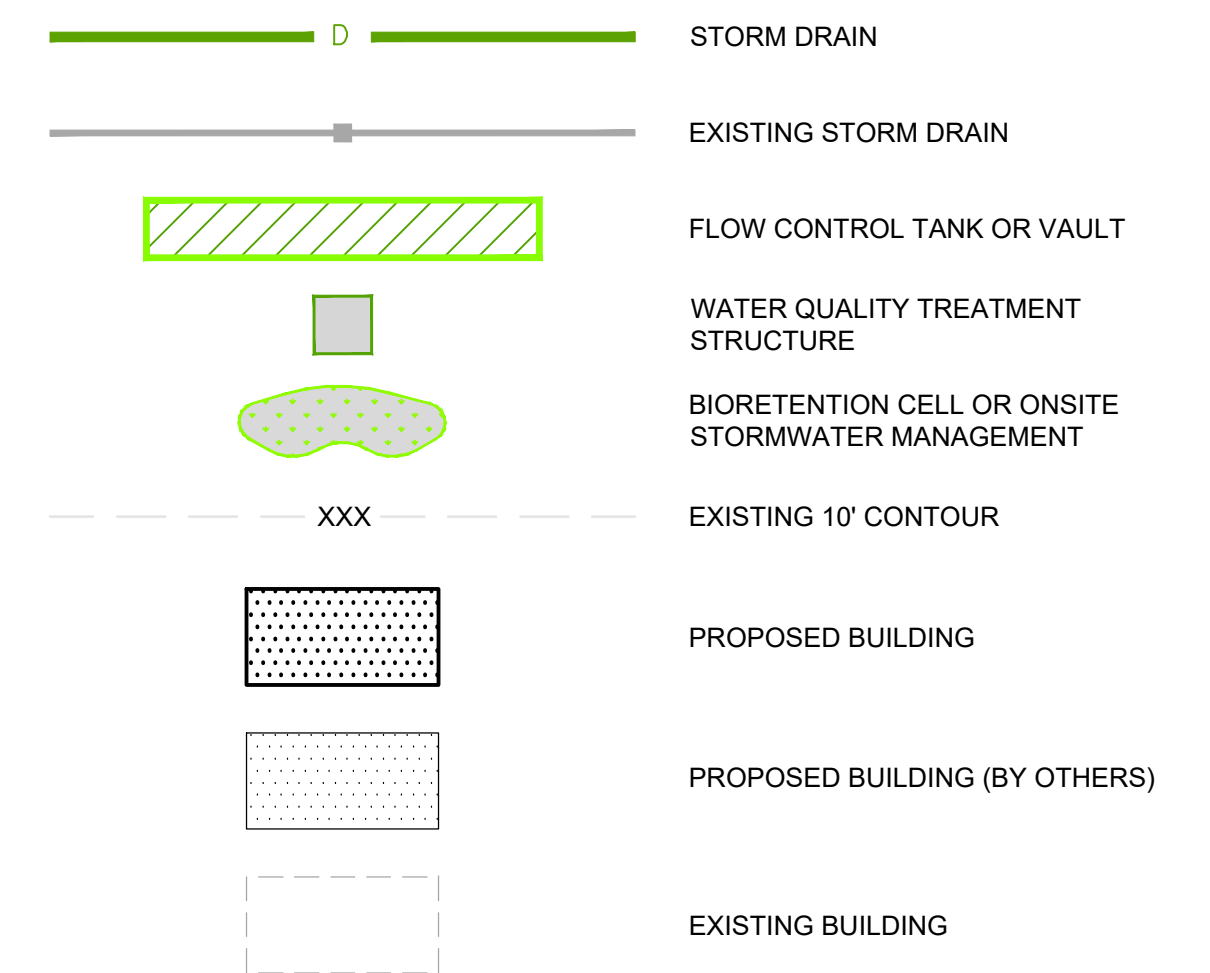 D STORM DRAIN
EXISTING STORM DRAIN
FLOW CONTROL TANK OR VAULT
WATER QUALITY TREATMENT
STRUCTURE
BIORETENTION CELL OR ONSITE
STORMWATER MANAGEMENT
XXX EXISTING 10' CONTOUR
PROPOSED BUILDING
PROPOSED BUILDING (BY OTHERS)
EXISTING BUILDING